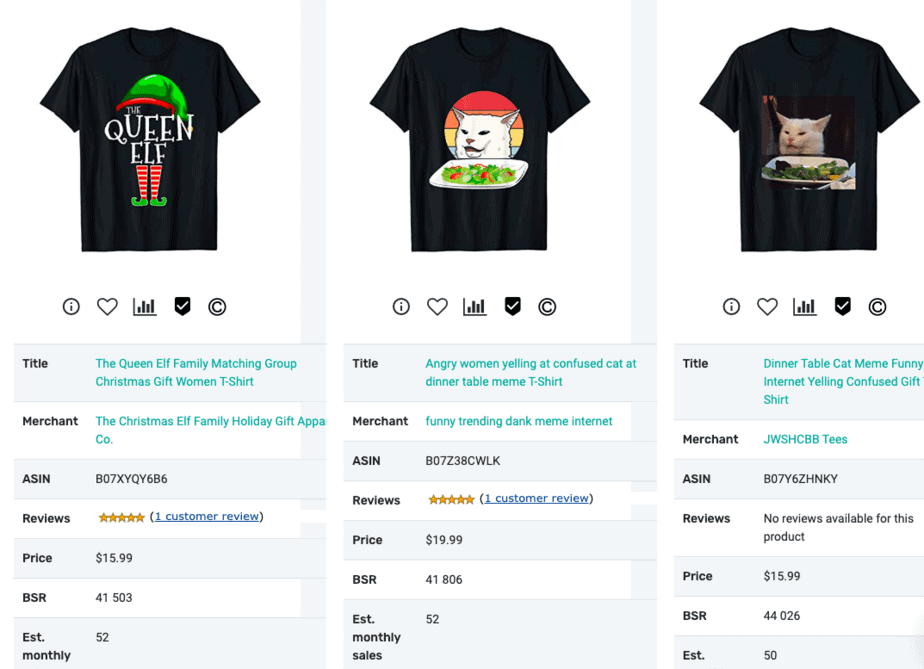 THE
QUEEN
ELF
Title
The Queen Elf Family Matching Group
Christmas Gift Women T-Shirt
Merchant
The Christmas Elf Family Holiday Gift Appa
Co.
ASIN
B07XYQY6B6
Reviews
(1 customer review)
Price
$15.99
BSR
41 503
Est.
monthly
52
Title
Angry women yelling at confused cat at
dinner table meme T-Shirt
Merchant
funny trending dank meme internet
ASIN
B07Z38CWLK
Reviews
(1 customer review)
Price
$19.99
BSR
41 806
Est.
monthly
sales
52
Title
Dinner Table Cat Meme Funny
Internet Yelling Confused Gift
Shirt
Merchant
JWSHCBB Tees
ASIN
B07Y6ZHNKY
Reviews
No reviews available for this
product
Price
$15.99
BSR
44 026
Est.
50